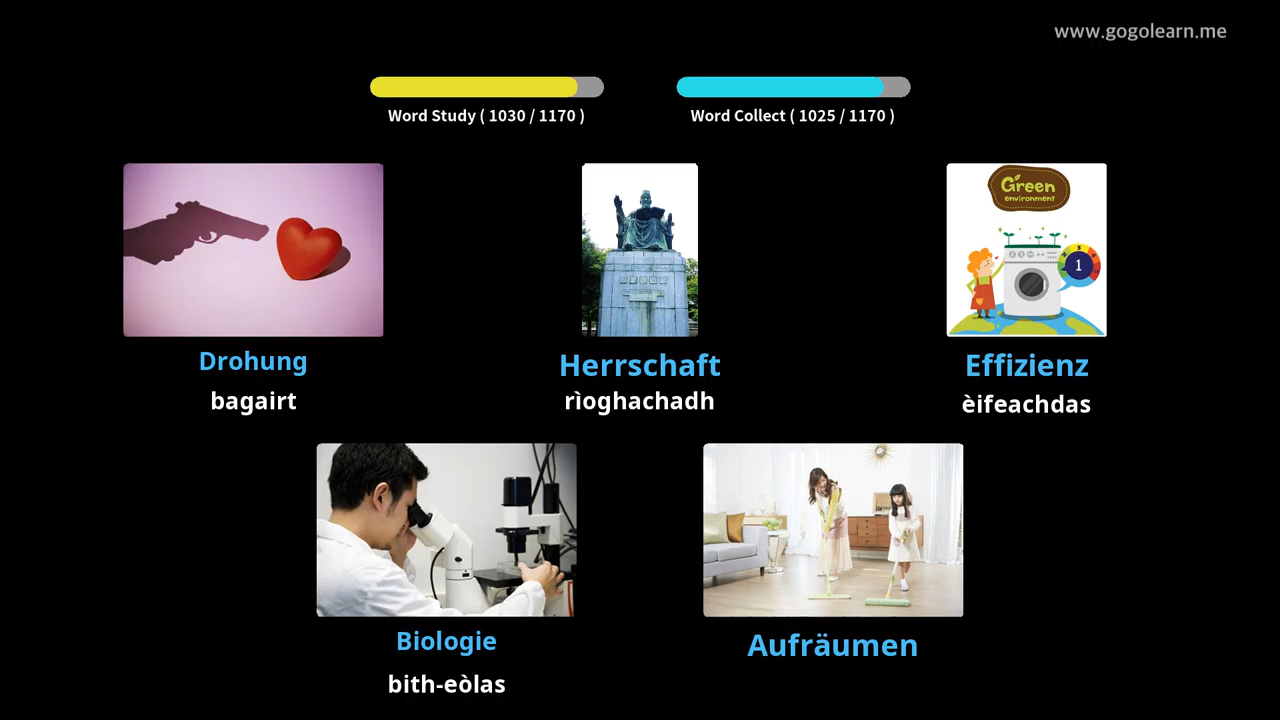 www.gogolearn.me
Word Study ( 1030 / 1170 )
Word Collect ( 1025 / 1170 )
Green
environment
1
Drohung
bagairt
Herrschaft
rìoghachadh
Effizienz
èifeachdas
Biologie
bith-eòlas
Aufräumen